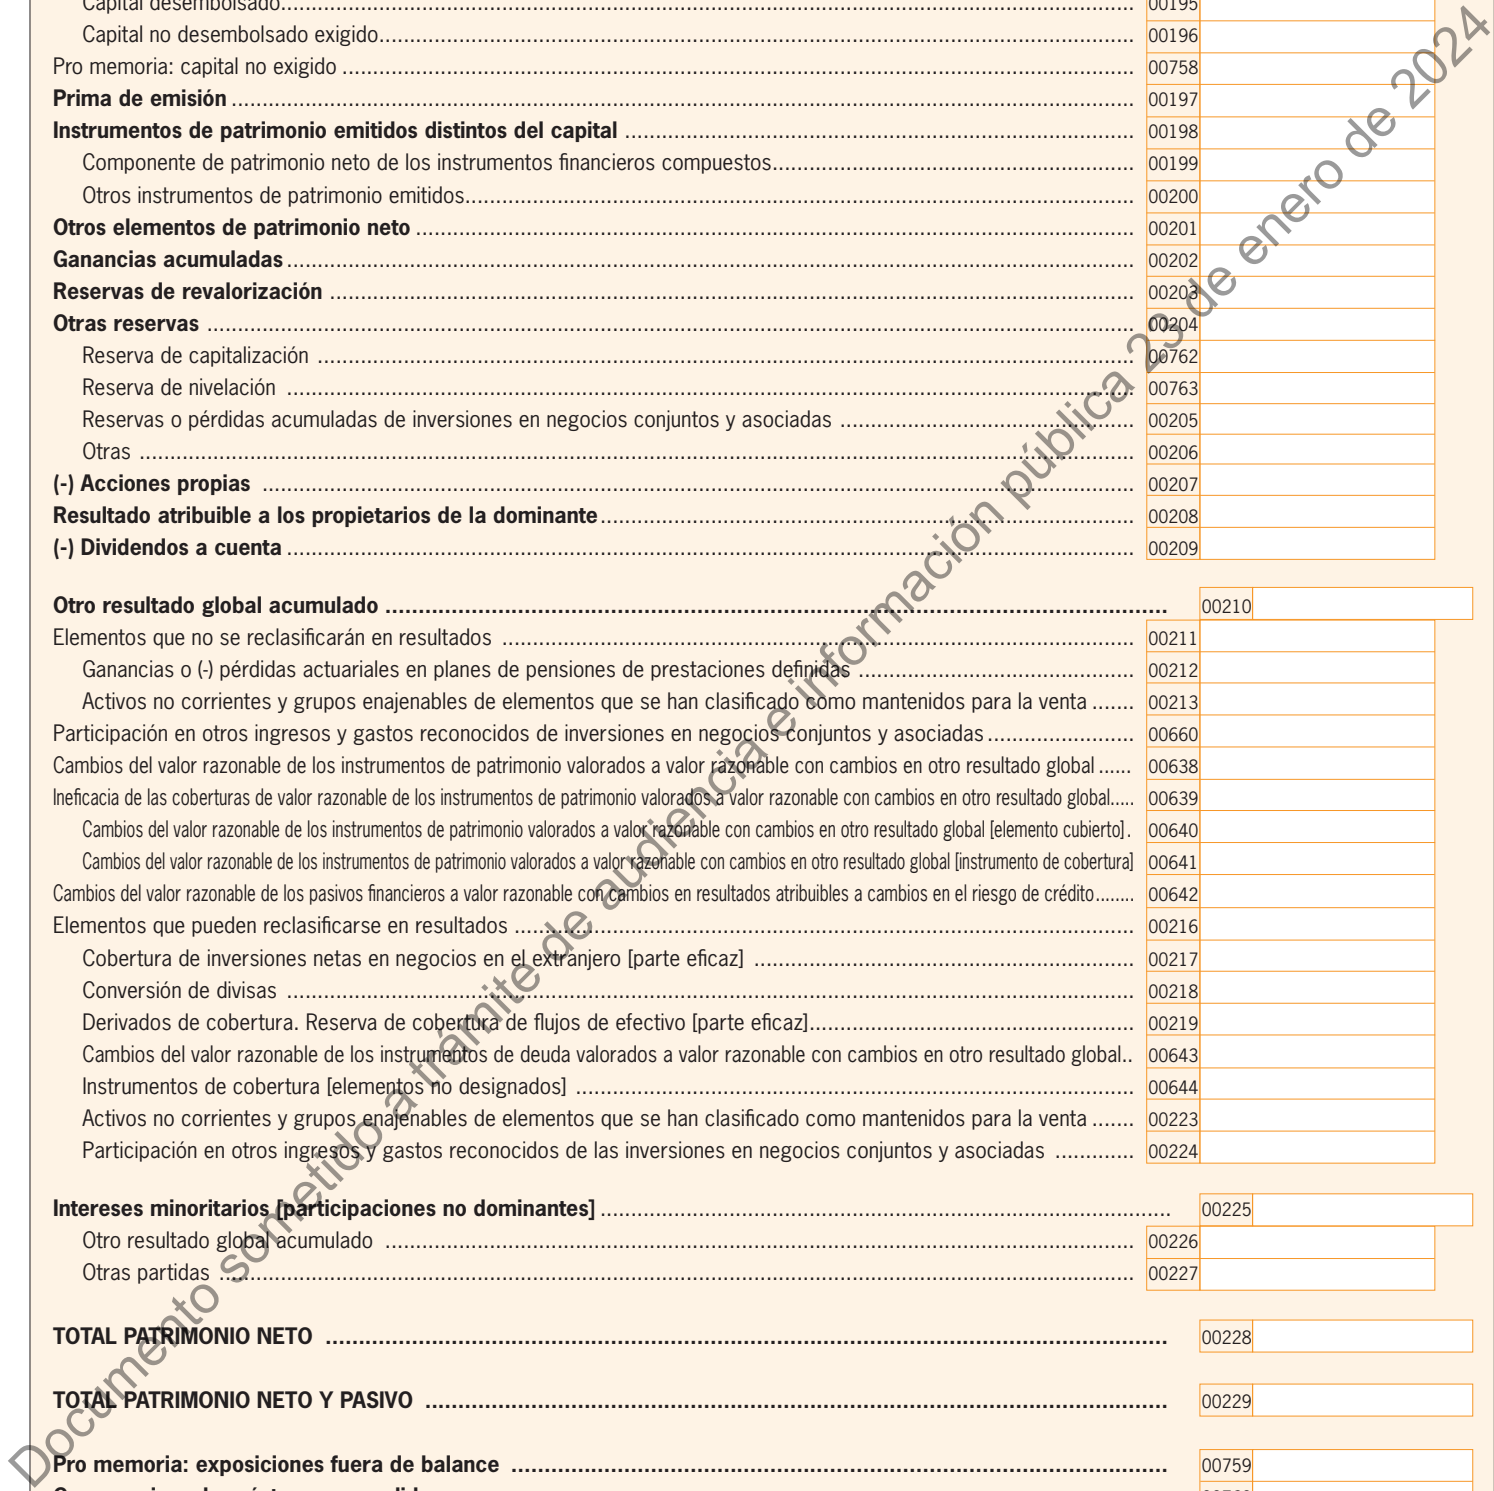 Capital desembolsado 00195
Capital no desembolsado exigido 00196
Pro memoria: capital no exigido 00758
Prima de emisión 00197
Instrumentos de patrimonio emitidos distintos del capital 00198
Componente de patrimonio neto de los instrumentos financieros compuestos 00199
Otros instrumentos de patrimonio emitidos 00200
Otros elementos de patrimonio neto 00201
Ganancias acumuladas 00202
Reservas de revalorización 00203
Otras reservas 00204
Reserva de capitalización 00762
Reserva de nivelación 00763
Reservas o pérdidas acumuladas de inversiones en negocios conjuntos y asociadas 00205
Otras 00206
(-) Acciones propias 00207
Resultado atribuible a los propietarios de la dominante 00208
(-) Dividendos a cuenta 00209
Otro resultado global acumulado 00210
Elementos que no se reclasificarán en resultados 00211
Ganancias o (-) pérdidas actuariales en planes de pensiones de prestaciones definidas 00212
Activos no corrientes y grupos enajenables de elementos que se han clasificado como mantenidos para la venta 00213
Participación en otros ingresos y gastos reconocidos de inversiones en negocios conjuntos y asociadas 00660
Cambios del valor razonable de los instrumentos de patrimonio valorados a valor razonable con cambios en otro resultado global 00638
Ineficacia de las coberturas de valor razonable de los instrumentos de patrimonio valorados a valor razonable con cambios en otro resultado global 00639
Cambios del valor razonable de los instrumentos de patrimonio valorados a valor razonable con cambios en otro resultado global [elemento cubierto] 00640
Cambios del valor razonable de los instrumentos de patrimonio valorados a valor razonable con cambios en otro resultado global [instrumento de cobertura] 00641
Cambios del valor razonable de los pasivos financieros a valor razonable con cambios en resultados atribuibles a cambios en el riesgo de crédito 00642
Elementos que pueden reclasificarse en resultados 00216
Cobertura de inversiones netas en negocios en el extranjero [parte eficaz] 00217
Conversión de divisas 00218
Derivados de cobertura. Reserva de cobertura de flujos de efectivo [parte eficaz] 00219
Cambios del valor razonable de los instrumentos de deuda valorados a valor razonable con cambios en otro resultado global 00643
Instrumentos de cobertura [elementos no designados] 00644
Activos no corrientes y grupos enajenables de elementos que se han clasificado como mantenidos para la venta 00223
Participación en otros ingresos y gastos reconocidos de las inversiones en negocios conjuntos y asociadas 00224
Intereses minoritarios [participaciones no dominantes] 00225
Otro resultado global acumulado 00226
Otras partidas 00227
TOTAL PATRIMONIO NETO 00228
TOTAL PATRIMONIO NETO Y PASIVO 00229
Pro memoria: exposiciones fuera de balance 00759
Documento sometido a trámite de audiencia e información pública 23 de enero de 2024